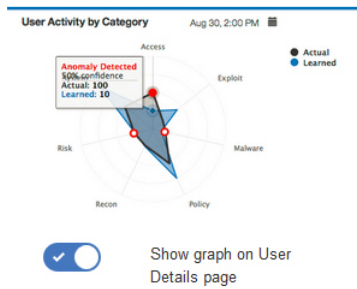 User Activity by Category
Aug 30, 2:00 PM
Actual
Learned
Access
Anomaly Detected
50% confidence
Actual: 100
Learned: 10
Exploit
Risk
Malware
Recon
Policy
Show graph on User
Details page